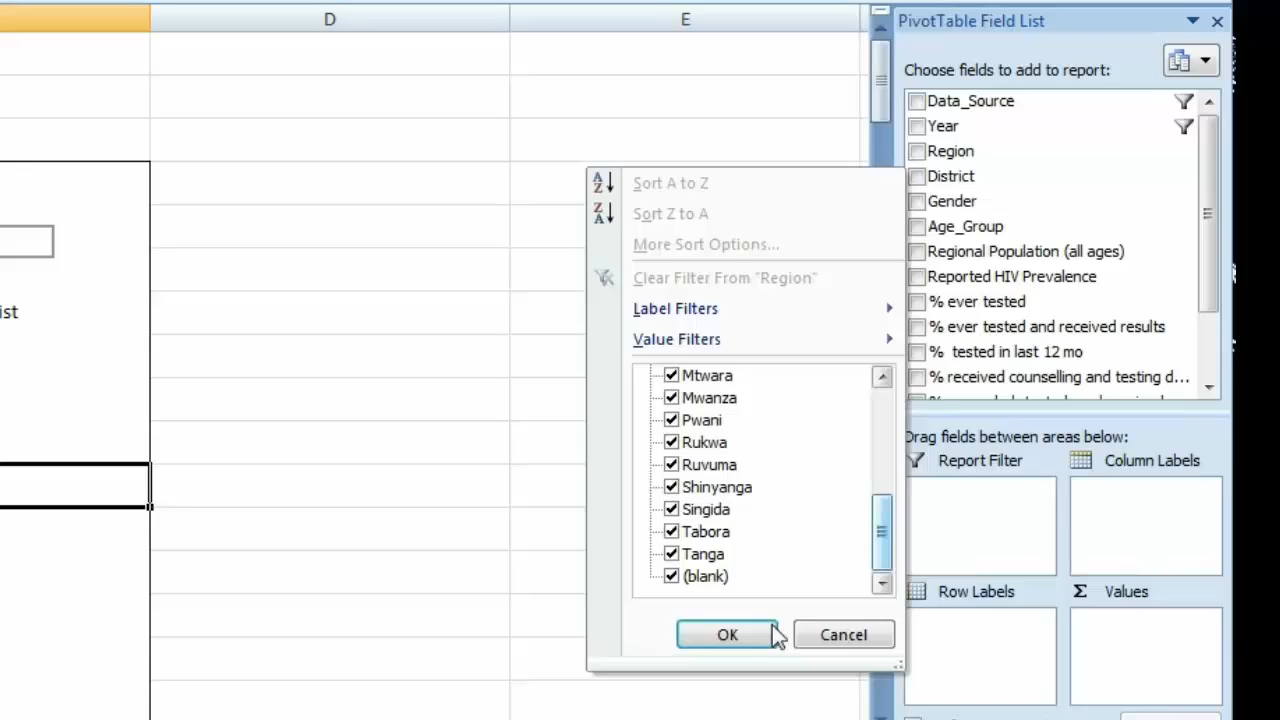 D
E
PivotTable Field List
Choose fields to add to report:
Data_Source
Year
Region
District
Gender
Age_Group
Regional Population (all ages)
Reported HIV Prevalence
% ever tested
% ever tested and received results
% tested in last 12 mo
% received counselling and testing d...
ist
Sort A to Z
Sort Z to A
More Sort Options...
Clear Filter From "Region"
Label Filters
Value Filters
Mtwara
Mwanza
Pwani
Rukwa
Ruvuma
Shinyanga
Singida
Tabora
Tanga
(blank)
OK
Cancel
Drag fields between areas below:
Report Filter
Column Labels
Row Labels
Σ Values